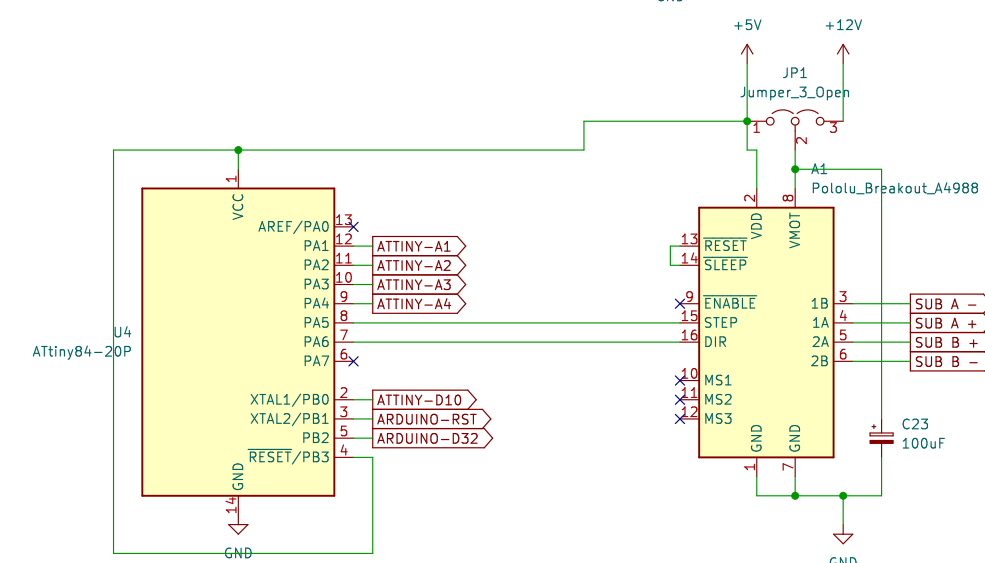 GND
+5V
+12V
JP1
Jumper_3_Open
1
2
3
A1
Pololu_Breakout_A4988
U4
ATtiny84-20P
1
VCC
AREF/PA0 13
PA1 12
PA2 11
PA3 10
PA4 9
PA5 8
PA6 7
PA7 6
XTAL1/PB0 2
XTAL2/PB1 3
PB2 5
RESET/PB3 4
GND
14
GND
ATTINY-A1
ATTINY-A2
ATTINY-A3
ATTINY-A4
ATTINY-D10
ARDUINO-RST
ARDUINO-D32
2
VDD
8
VMOT
13 RESET
14 SLEEP
9 ENABLE
15 STEP
16 DIR
10 MS1
11 MS2
12 MS3
1B 3
1A 4
2A 5
2B 6
GND
1
GND
7
SUB A -
SUB A +
SUB B +
SUB B -
+
C23
100uF
GND